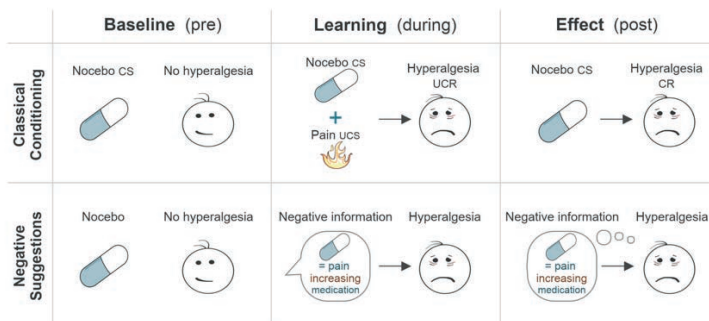 Baseline (pre)
Learning (during)
Effect (post)
Classical
Conditioning
Nocebo CS
No hyperalgesia
Nocebo CS
+
Pain UCS
Hyperalgesia
UCR
Nocebo CS
Hyperalgesia
CR
Negative
Suggestions
Nocebo
No hyperalgesia
Negative information
= pain
increasing
medication
Hyperalgesia
Negative information
= pain
increasing
medication
Hyperalgesia